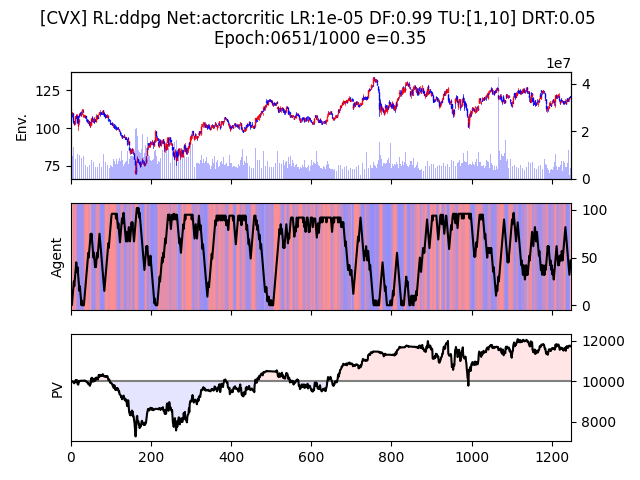 [CVX] RL:ddpg Net:actorcritic LR:1e-05 DF:0.99 TU:[1,10] DRT:0.05
Epoch:0651/1000 e=0.35
1e7
125
100
75
Env.
4
2
0
Agent
100
50
0
PV
12000
10000
8000
0 200 400 600 800 1000 1200